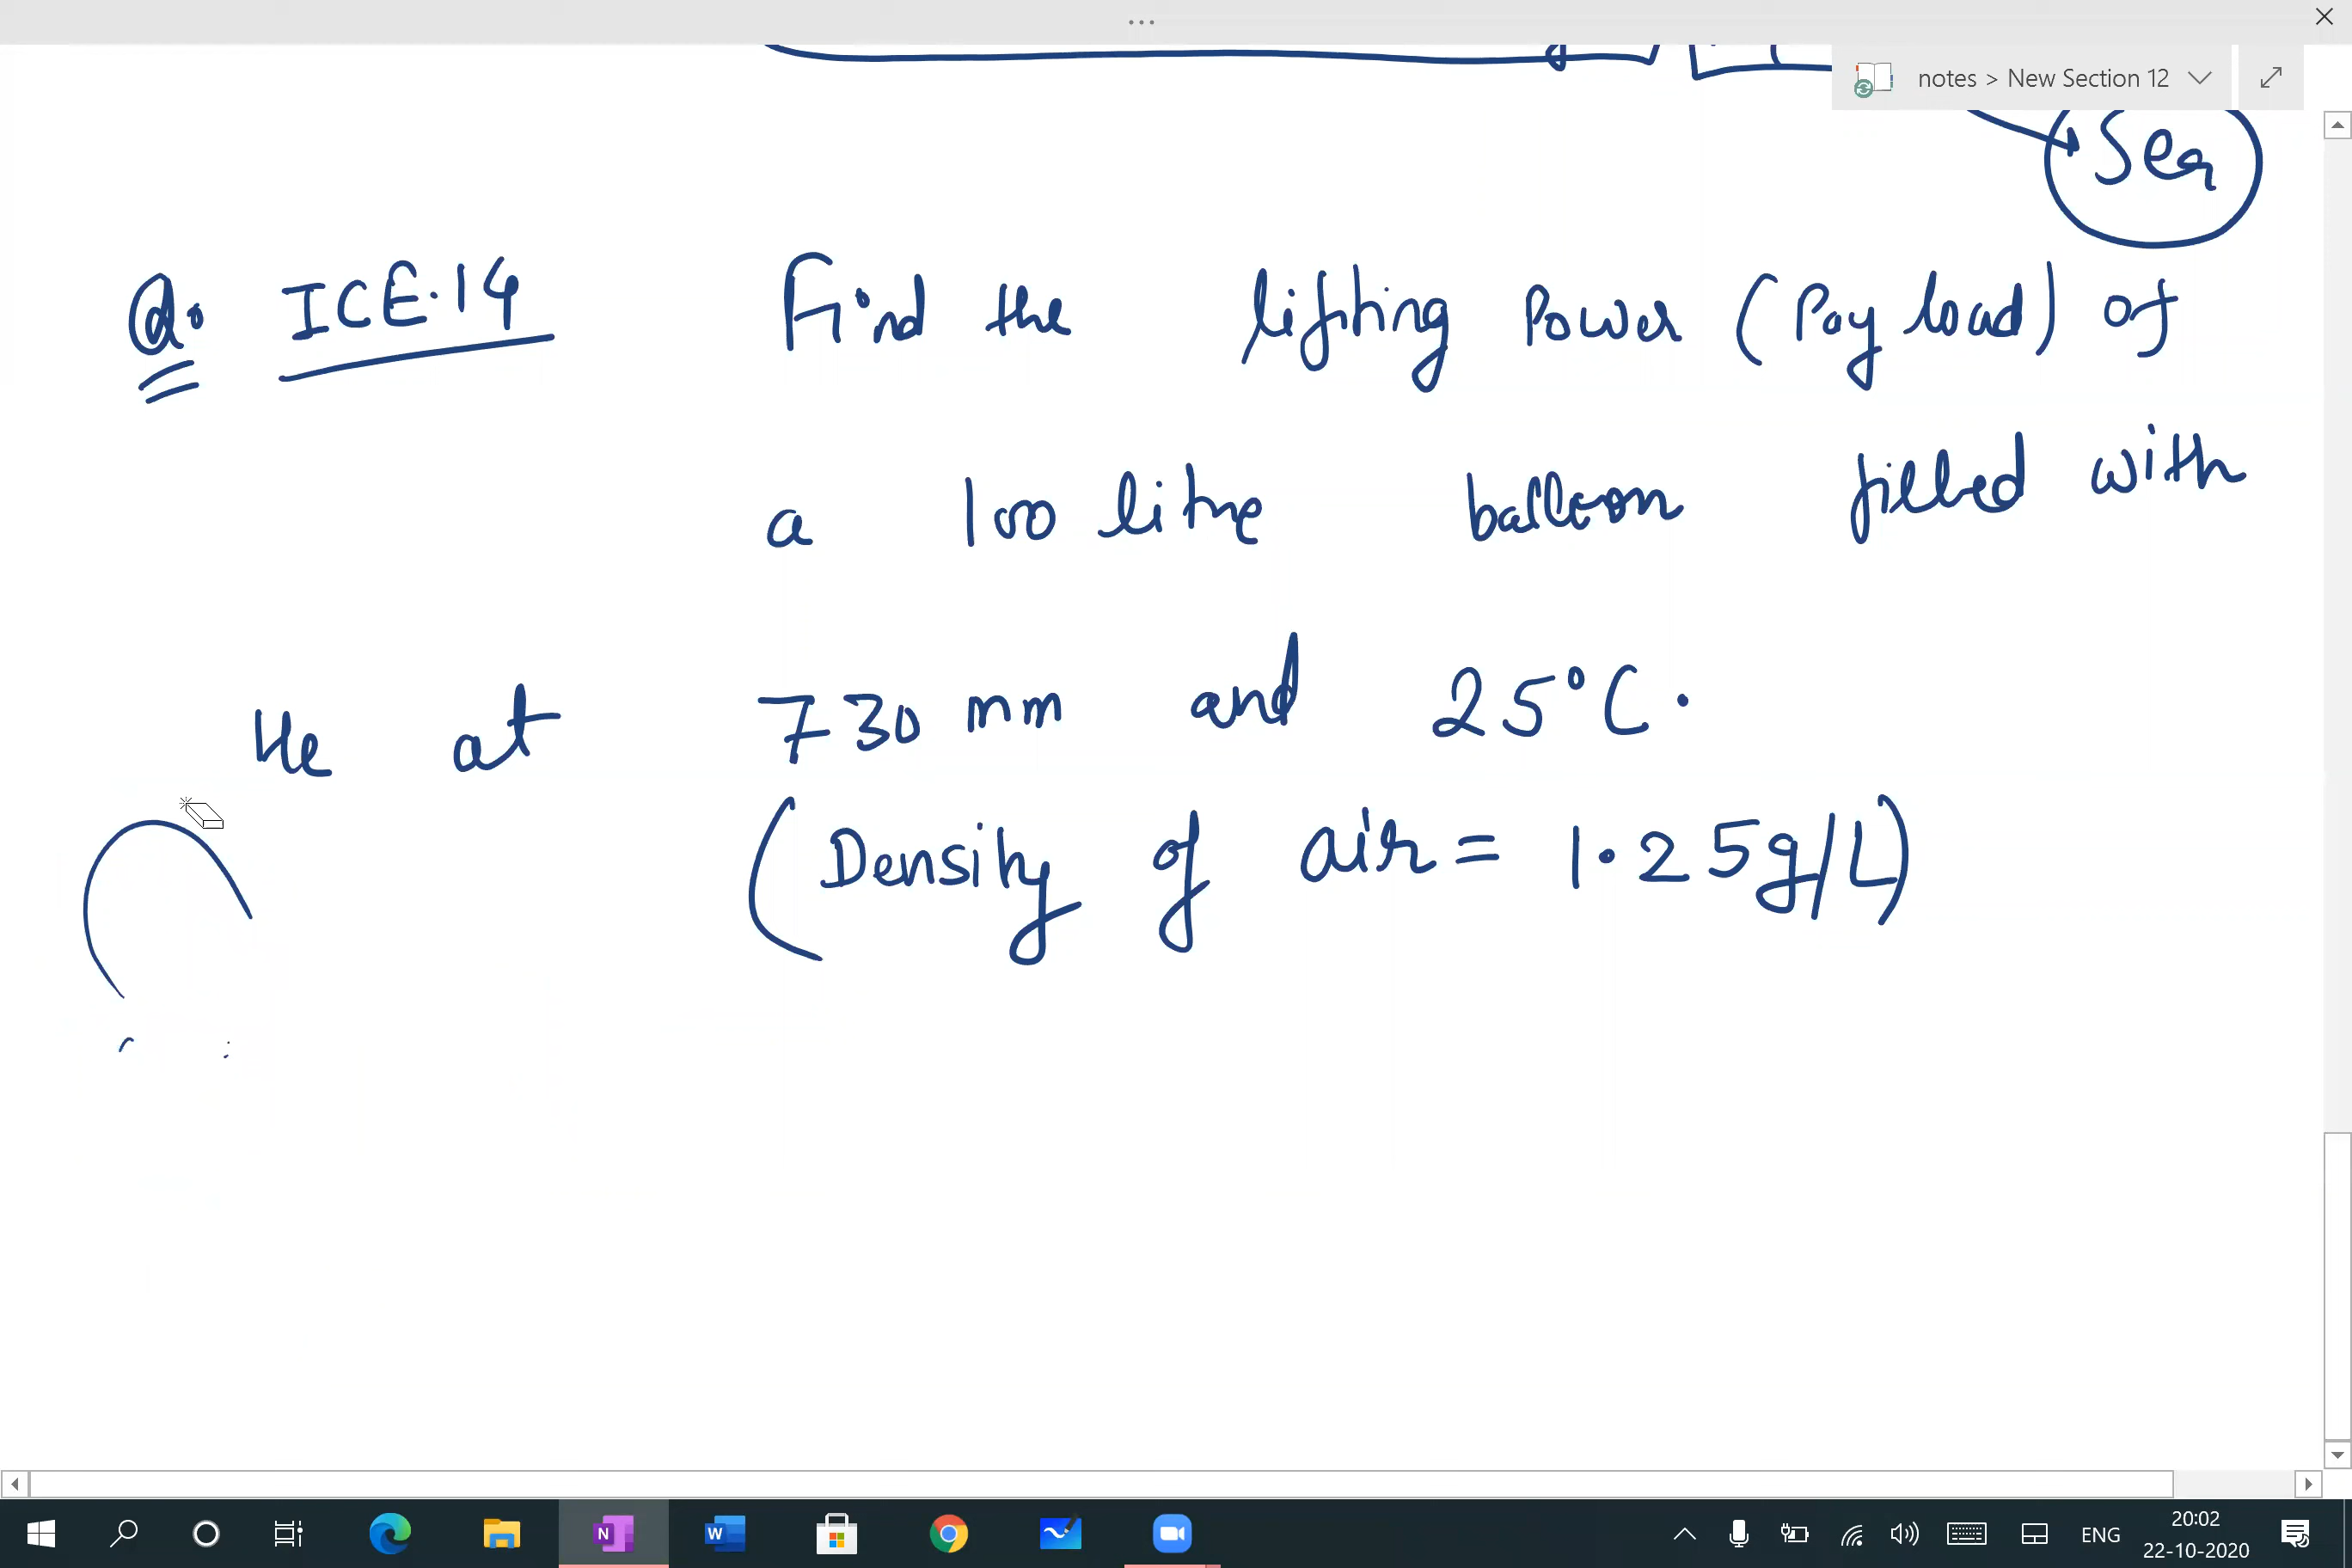 notes > New Section 12
Sea
Q. ICE.14 Find the lifting Power (Pay load) of
a 100 litre balloon filled with
He at 730 mm and 25°C.
(Density of air = 1.25g/L)
ENG
20:02
22-10-2020